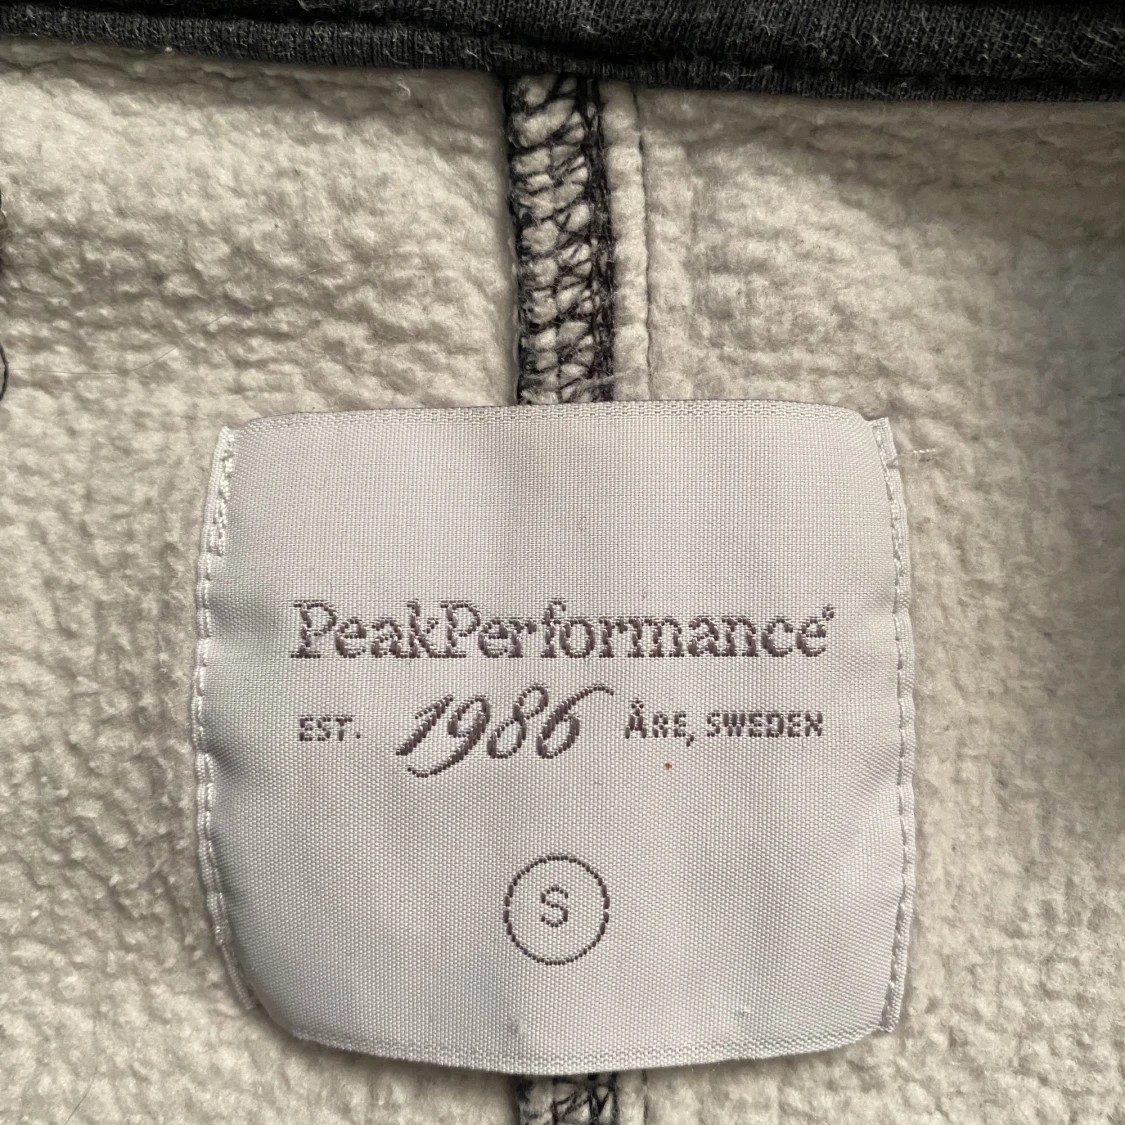 PeakPerformance®
EST. 1986 ÅRE, SWEDEN
S